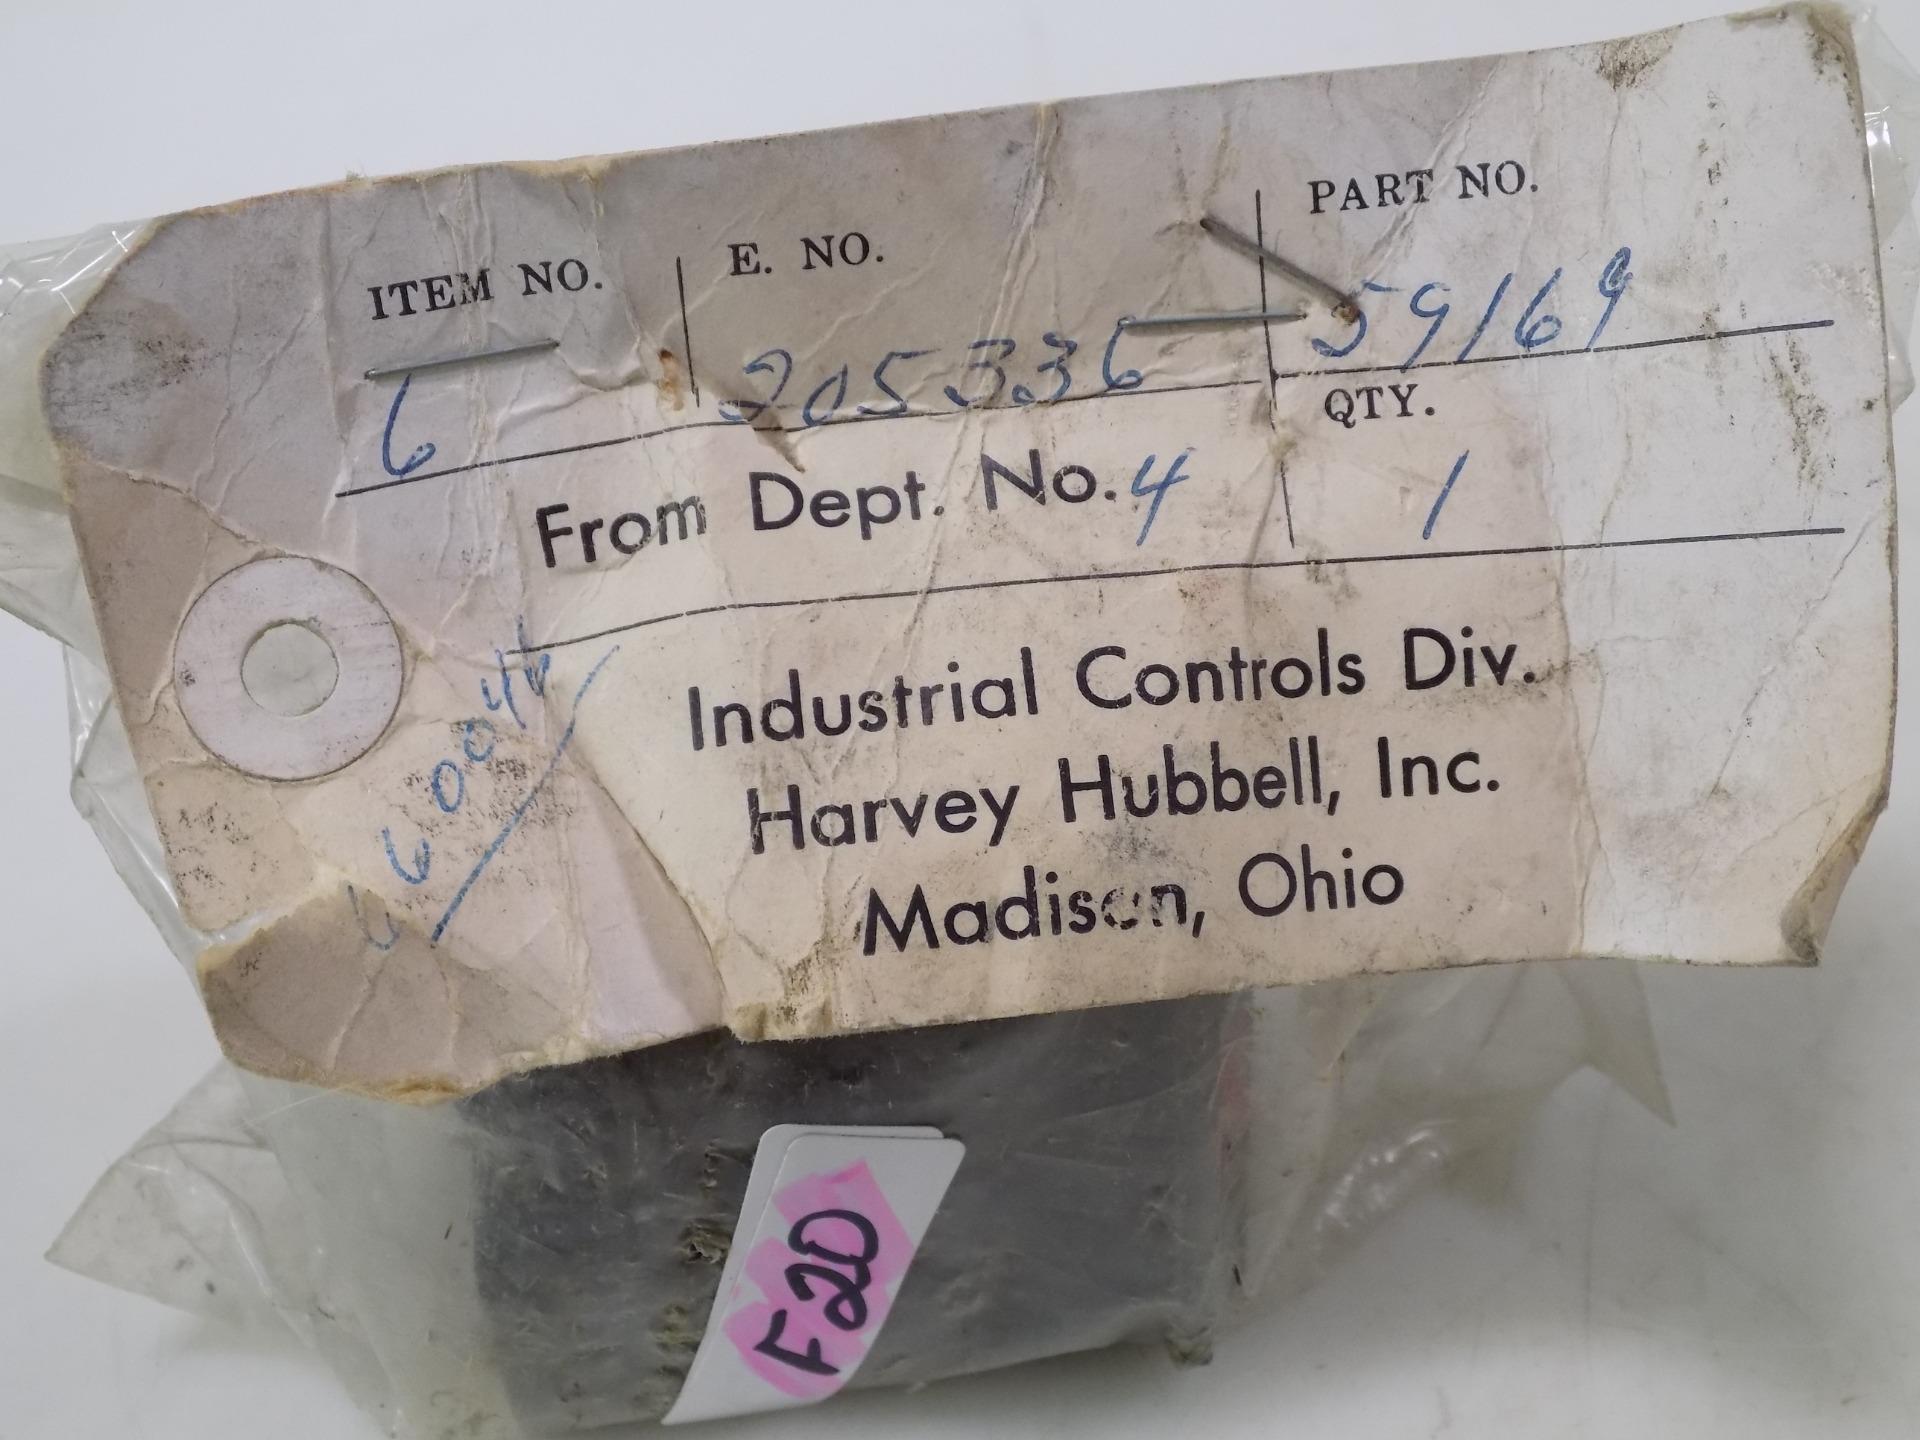 ITEM NO. E. NO. PART NO.
6 205336 59169
From Dept. No. 4
QTY.
1
Industrial Controls Div.
Harvey Hubbell, Inc.
Madison, Ohio
F20